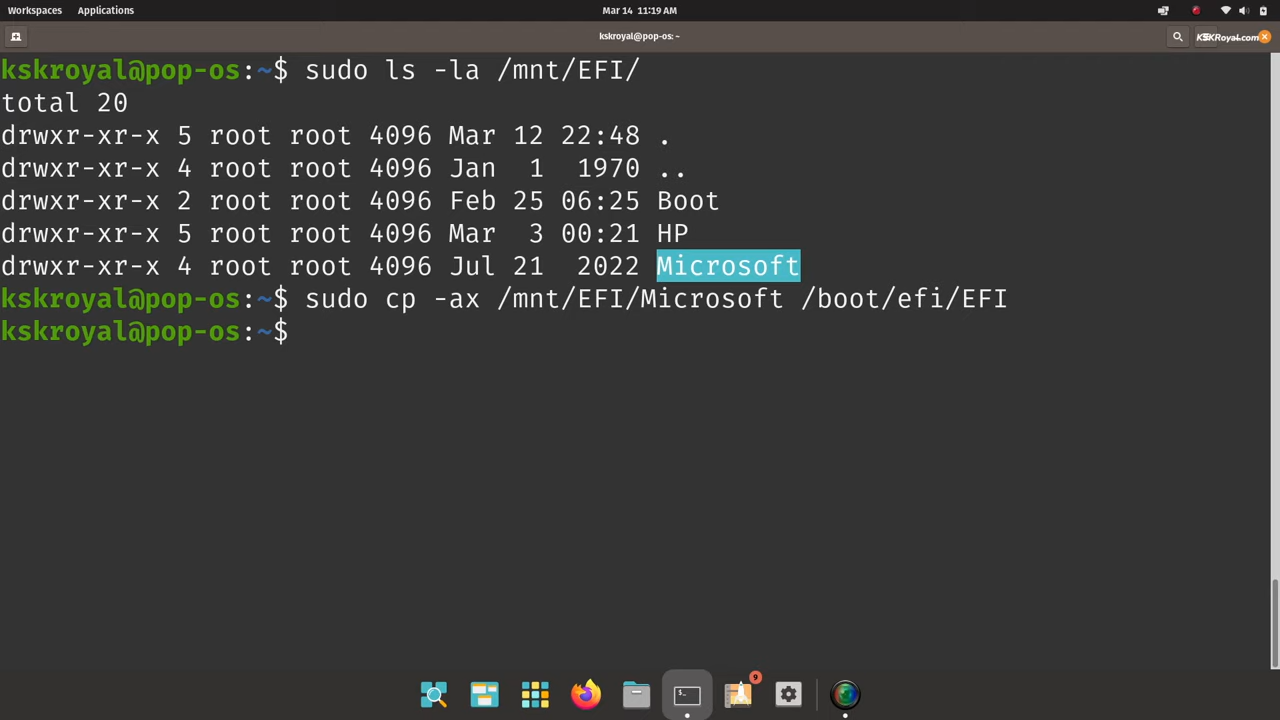 Workspaces Applications Mar 14 11:19 AM
kskroyal@pop-os: ~ KSKRoyal.com
kskroyal@pop-os:~$ sudo ls -la /mnt/EFI/
total 20
drwxr-xr-x 5 root root 4096 Mar 12 22:48 .
drwxr-xr-x 4 root root 4096 Jan  1  1970 ..
drwxr-xr-x 2 root root 4096 Feb 25 06:25 Boot
drwxr-xr-x 5 root root 4096 Mar  3 00:21 HP
drwxr-xr-x 4 root root 4096 Jul 21  2022 Microsoft
kskroyal@pop-os:~$ sudo cp -ax /mnt/EFI/Microsoft /boot/efi/EFI
kskroyal@pop-os:~$
9